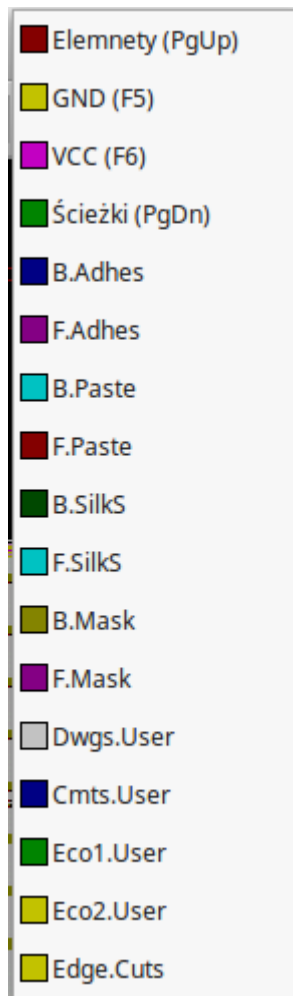 Elemnety (PgUp)
GND (F5)
VCC (F6)
Ścieżki (PgDn)
B.Adhes
F.Adhes
B.Paste
F.Paste
B.SilkS
F.SilkS
B.Mask
F.Mask
Dwgs.User
Cmts.User
Eco1.User
Eco2.User
Edge.Cuts